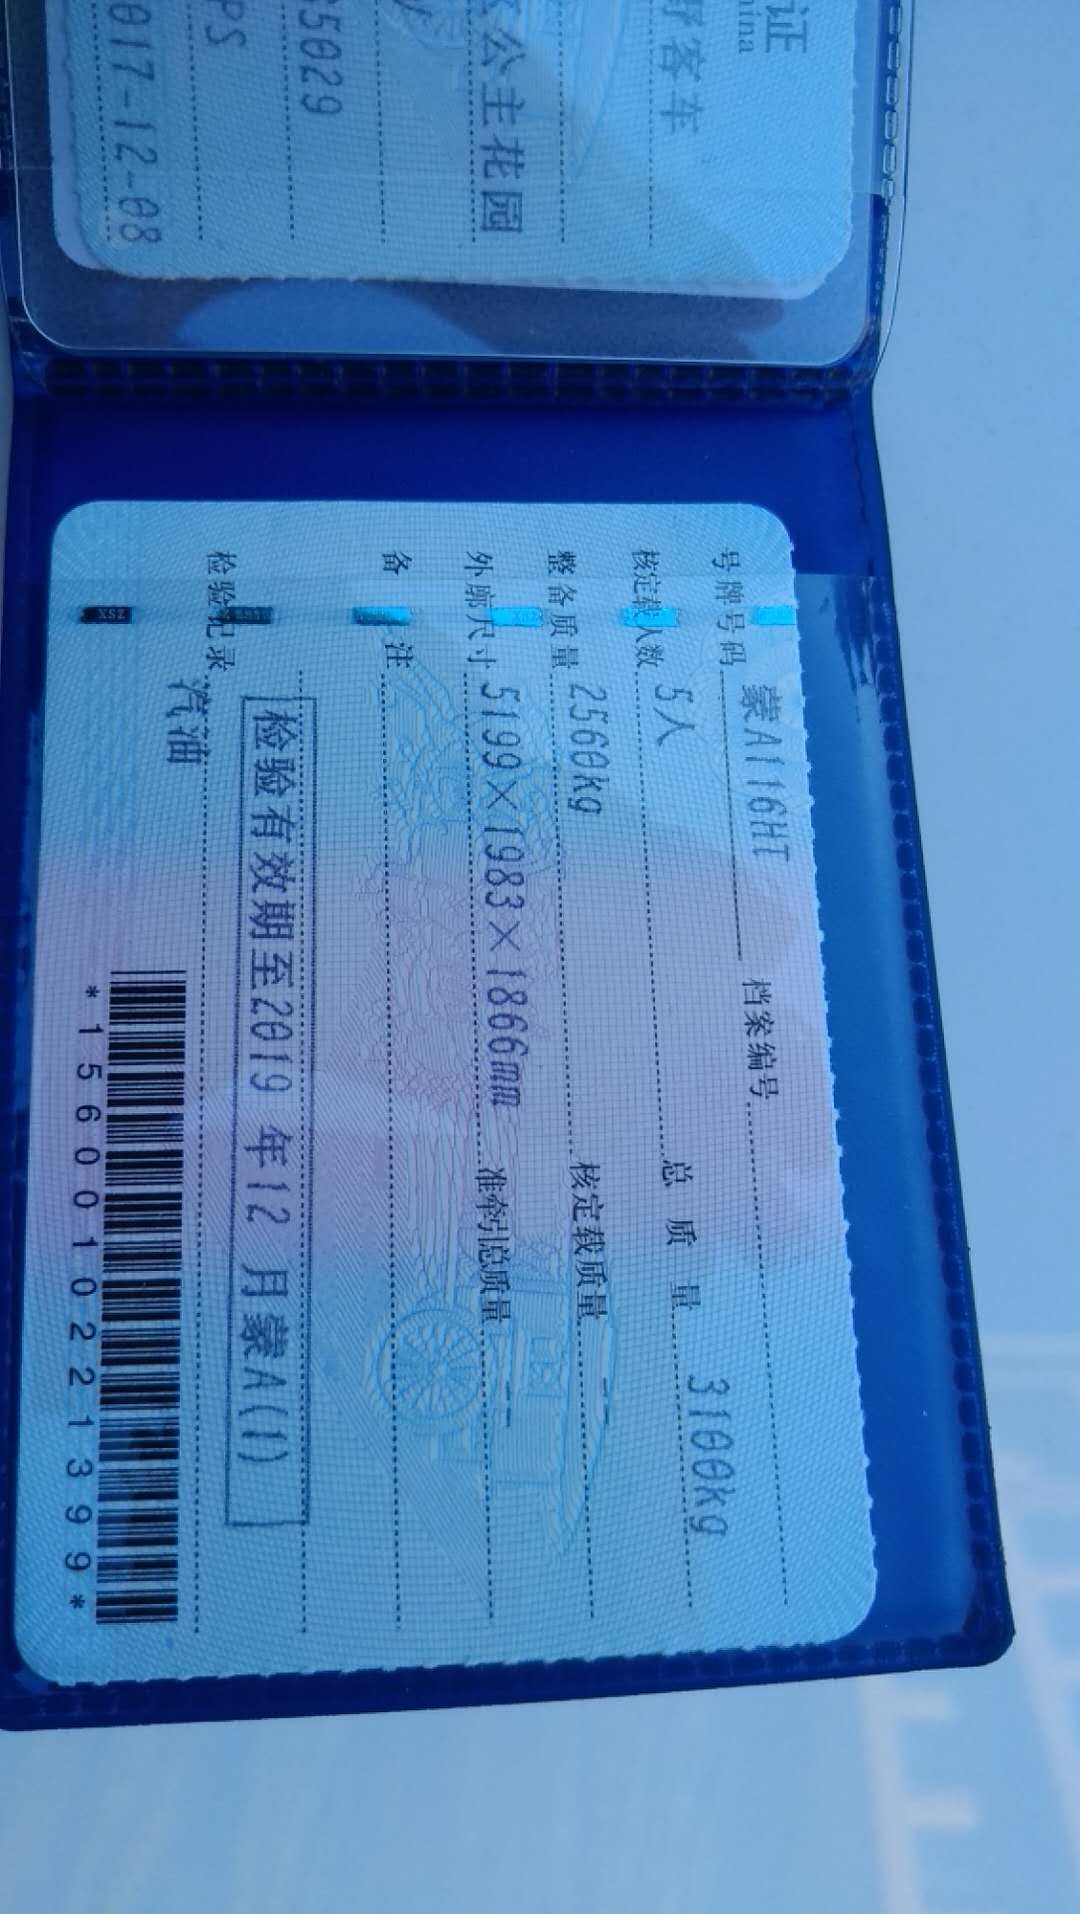 证
ina
野客车
公主花园
65029
PS
017-12-08
号牌号码 蒙A116HT 档案编号
核定载人数 5人 总质量 3100kg
整备质量 2560kg 核定载质量 --
外廓尺寸 5199×1983×1866mm 准牵引总质量 --
备注
检验有效期至2019年12月蒙A(1)
检验记录
汽油
*1560010221399*